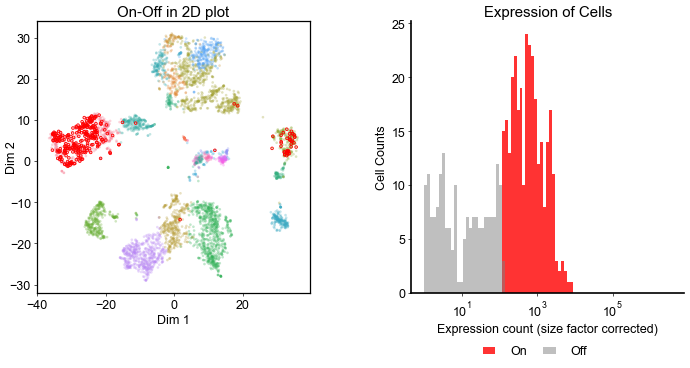 On-Off in 2D plot
30
20
10
0
−10
−20
−30
−40
−20
0
20
Dim 2
Dim 1
Expression of Cells
25
20
15
10
5
0
10^1
10^3
10^5
Cell Counts
Expression count (size factor corrected)
On
Off